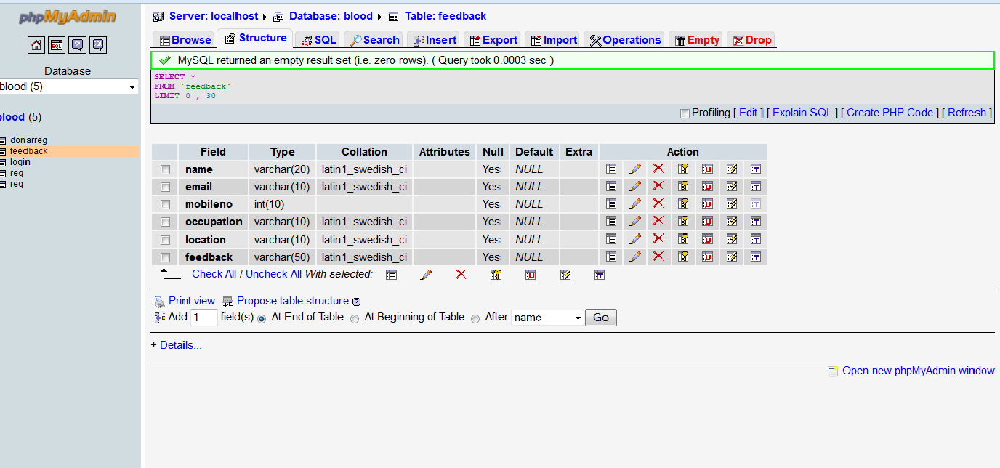 phpMyAdmin
Database
blood (5)
blood (5)
donarreg
feedback
login
reg
req
Server: localhost Database: blood Table: feedback
Browse Structure SQL Search Insert Export Import Operations Empty Drop
MySQL returned an empty result set (i.e. zero rows). ( Query took 0.0003 sec )
SELECT *
FROM `feedback`
LIMIT 0 , 30
Profiling [ Edit ] [ Explain SQL ] [ Create PHP Code ] [ Refresh ]
Field Type Collation Attributes Null Default Extra Action
name varchar(20) latin1_swedish_ci Yes NULL
email varchar(10) latin1_swedish_ci Yes NULL
mobileno int(10) Yes NULL
occupation varchar(10) latin1_swedish_ci Yes NULL
location varchar(10) latin1_swedish_ci Yes NULL
feedback varchar(50) latin1_swedish_ci Yes NULL
Check All / Uncheck All With selected:
Print view Propose table structure
Add 1 field(s) At End of Table At Beginning of Table After name Go
+ Details...
Open new phpMyAdmin window